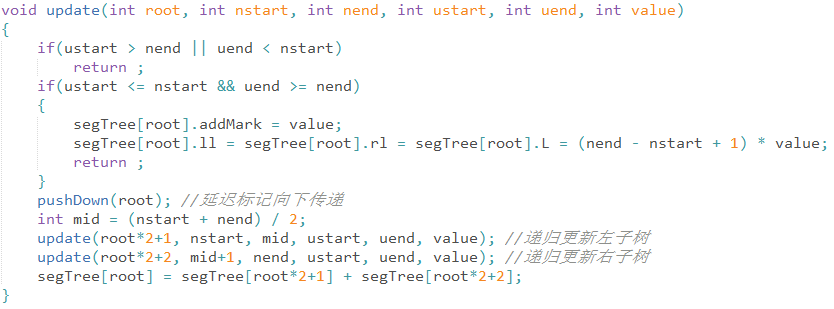 void update(int root, int nstart, int nend, int ustart, int uend, int value)
{
    if(ustart > nend || uend < nstart)
        return ;
    if(ustart <= nstart && uend >= nend)
    {
        segTree[root].addMark = value;
        segTree[root].ll = segTree[root].rl = segTree[root].L = (nend - nstart + 1) * value;
        return ;
    }
    pushDown(root); //延迟标记向下传递
    int mid = (nstart + nend) / 2;
    update(root*2+1, nstart, mid, ustart, uend, value); //递归更新左子树
    update(root*2+2, mid+1, nend, ustart, uend, value); //递归更新右子树
    segTree[root] = segTree[root*2+1] + segTree[root*2+2];
}